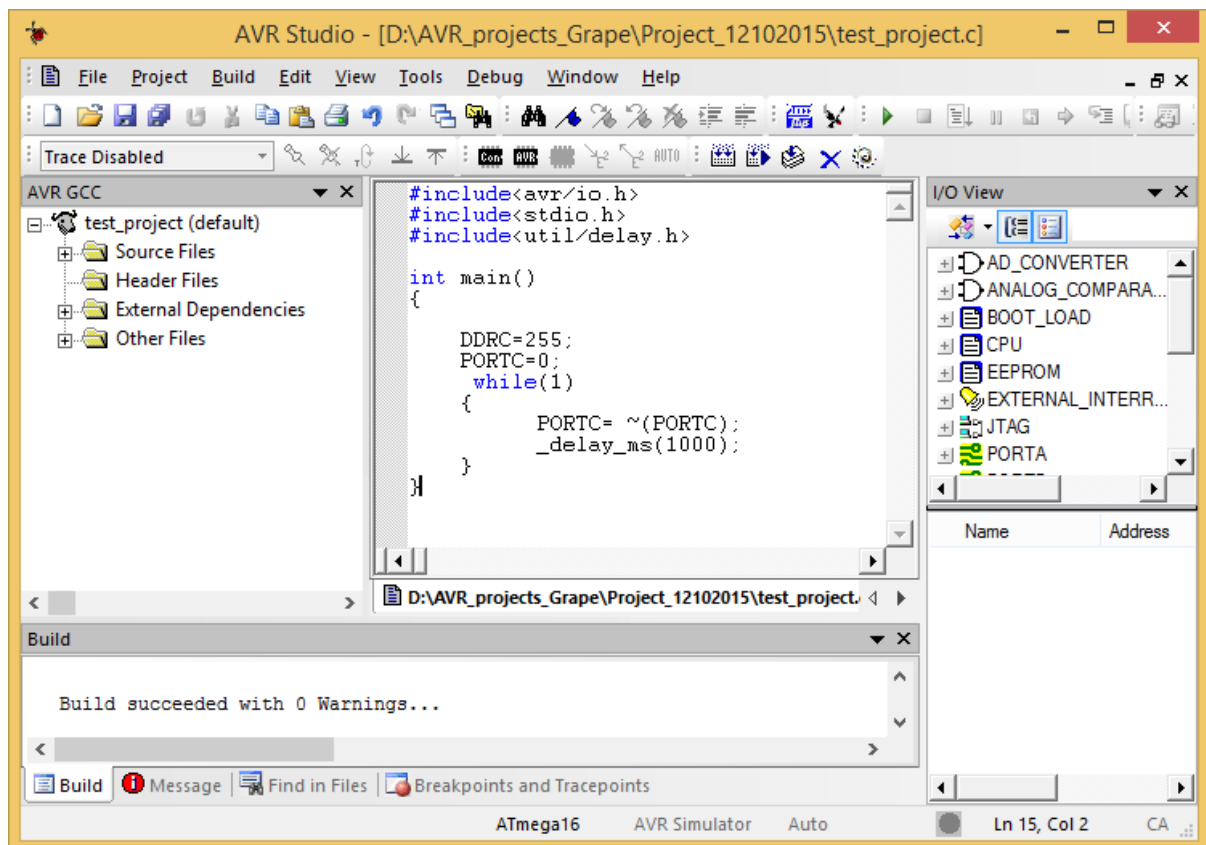 AVR Studio - [D:\AVR_projects_Grape\Project_12102015\test_project.c]
File Project Build Edit View Tools Debug Window Help
Trace Disabled
Con AVR AUTO
AVR GCC
test_project (default)
Source Files
Header Files
External Dependencies
Other Files
#include<avr/io.h>
#include<stdio.h>
#include<util/delay.h>
int main()
{
DDRC=255;
PORTC=0;
while(1)
{
PORTC= ~(PORTC);
_delay_ms(1000);
}
}
D:\AVR_projects_Grape\Project_12102015\test_project.
I/O View
AD_CONVERTER
ANALOG_COMPARA...
BOOT_LOAD
CPU
EEPROM
EXTERNAL_INTERR...
JTAG
PORTA
Name Address
Build
Build succeeded with 0 Warnings...
Build Message Find in Files Breakpoints and Tracepoints
ATmega16 AVR Simulator Auto Ln 15, Col 2 CA